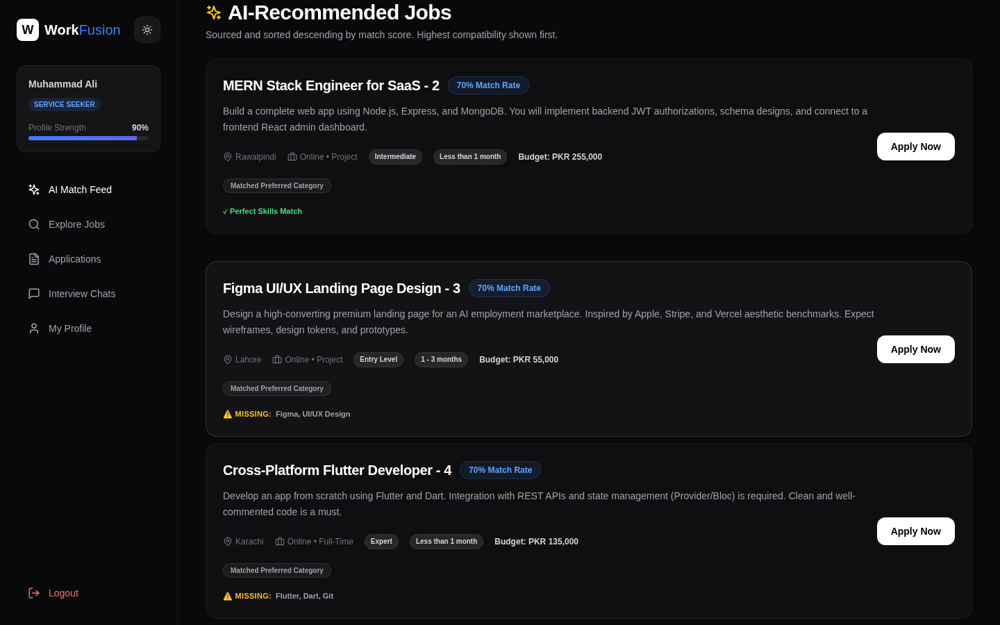 W WorkFusion
Muhammad Ali
SERVICE SEEKER
Profile Strength 90%
AI Match Feed
Explore Jobs
Applications
Interview Chats
My Profile
Logout
AI-Recommended Jobs
Sourced and sorted descending by match score. Highest compatibility shown first.
MERN Stack Engineer for SaaS - 2 70% Match Rate
Build a complete web app using Node.js, Express, and MongoDB. You will implement backend JWT authorizations, schema designs, and connect to a
frontend React admin dashboard.
Rawalpindi Online • Project Intermediate Less than 1 month Budget: PKR 255,000
Matched Preferred Category
✓ Perfect Skills Match
Apply Now
Figma UI/UX Landing Page Design - 3 70% Match Rate
Design a high-converting premium landing page for an AI employment marketplace. Inspired by Apple, Stripe, and Vercel aesthetic benchmarks. Expect
wireframes, design tokens, and prototypes.
Lahore Online • Project Entry Level 1 - 3 months Budget: PKR 55,000
Matched Preferred Category
⚠️ MISSING: Figma, UI/UX Design
Apply Now
Cross-Platform Flutter Developer - 4 70% Match Rate
Develop an app from scratch using Flutter and Dart. Integration with REST APIs and state management (Provider/Bloc) is required. Clean and well-
commented code is a must.
Karachi Online • Full-Time Expert Less than 1 month Budget: PKR 135,000
Matched Preferred Category
⚠️ MISSING: Flutter, Dart, Git
Apply Now